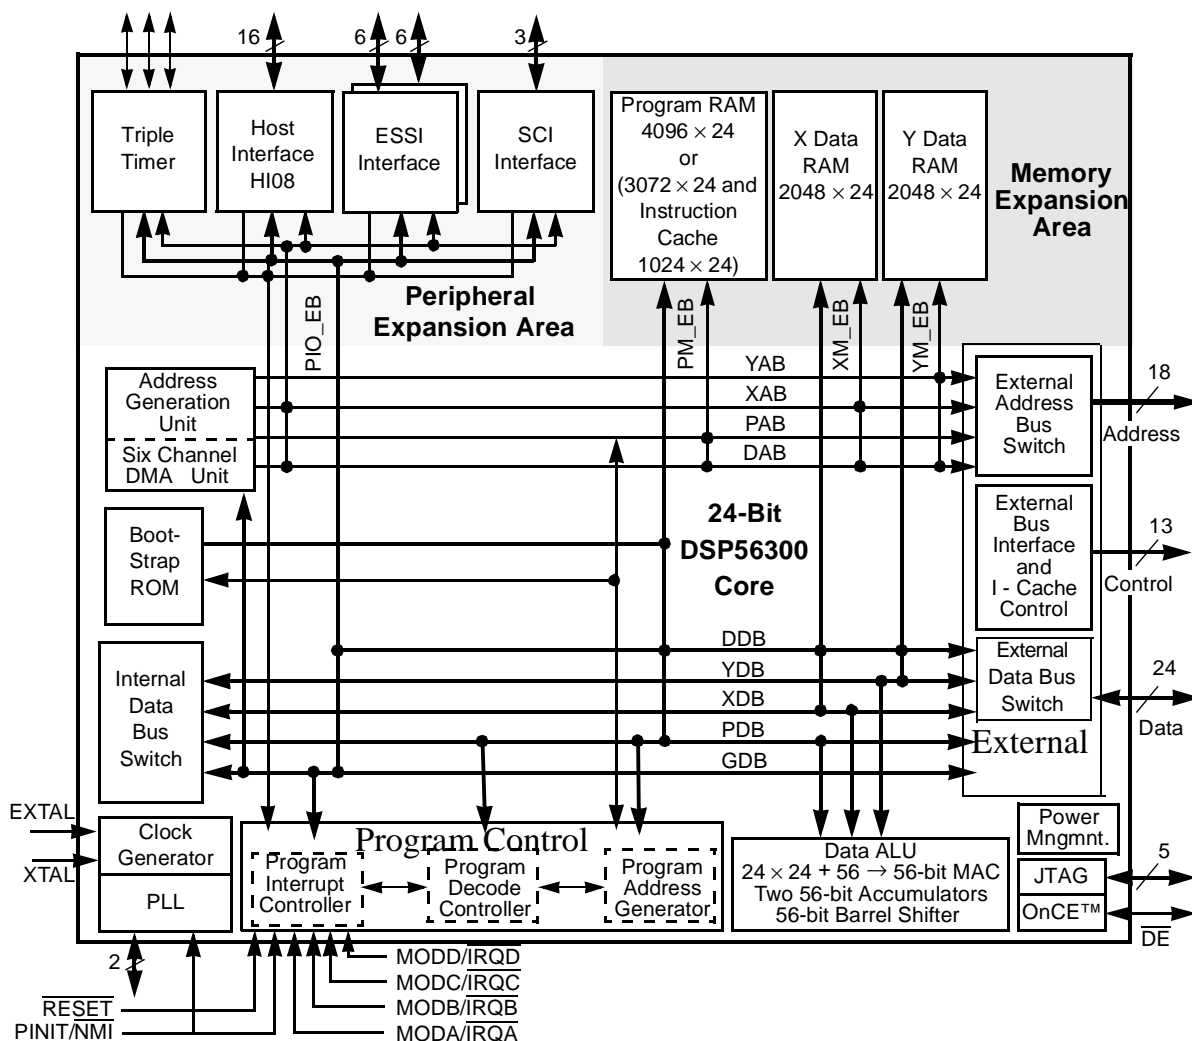 16
6
6
3
Triple
Timer
Host
Interface
HI08
ESSI
Interface
SCI
Interface
Program RAM
4096 × 24
or
(3072 × 24 and
Instruction
Cache
1024 × 24)
X Data
RAM
2048 × 24
Y Data
RAM
2048 × 24
Memory
Expansion
Area
Peripheral
Expansion Area
PIO_EB
PM_EB
XM_EB
YM_EB
Address
Generation
Unit
Six Channel
DMA Unit
YAB
XAB
PAB
DAB
External
Address
Bus
Switch
18
Address
Boot-
Strap
ROM
24-Bit
DSP56300
Core
External
Bus
Interface
and
I - Cache
Control
13
Control
Internal
Data
Bus
Switch
DDB
YDB
XDB
PDB
GDB
External
Data Bus
Switch
External
24
Data
EXTAL
XTAL
Clock
Generator
PLL
2
Program Control
Program
Interrupt
Controller
Program
Decode
Controller
Program
Address
Generator
Data ALU
24 × 24 + 56 → 56-bit MAC
Two 56-bit Accumulators
56-bit Barrel Shifter
Power
Mngmnt.
JTAG
OnCE™
5
DE
RESET
PINIT/NMI
MODD/IRQD
MODC/IRQC
MODB/IRQB
MODA/IRQA